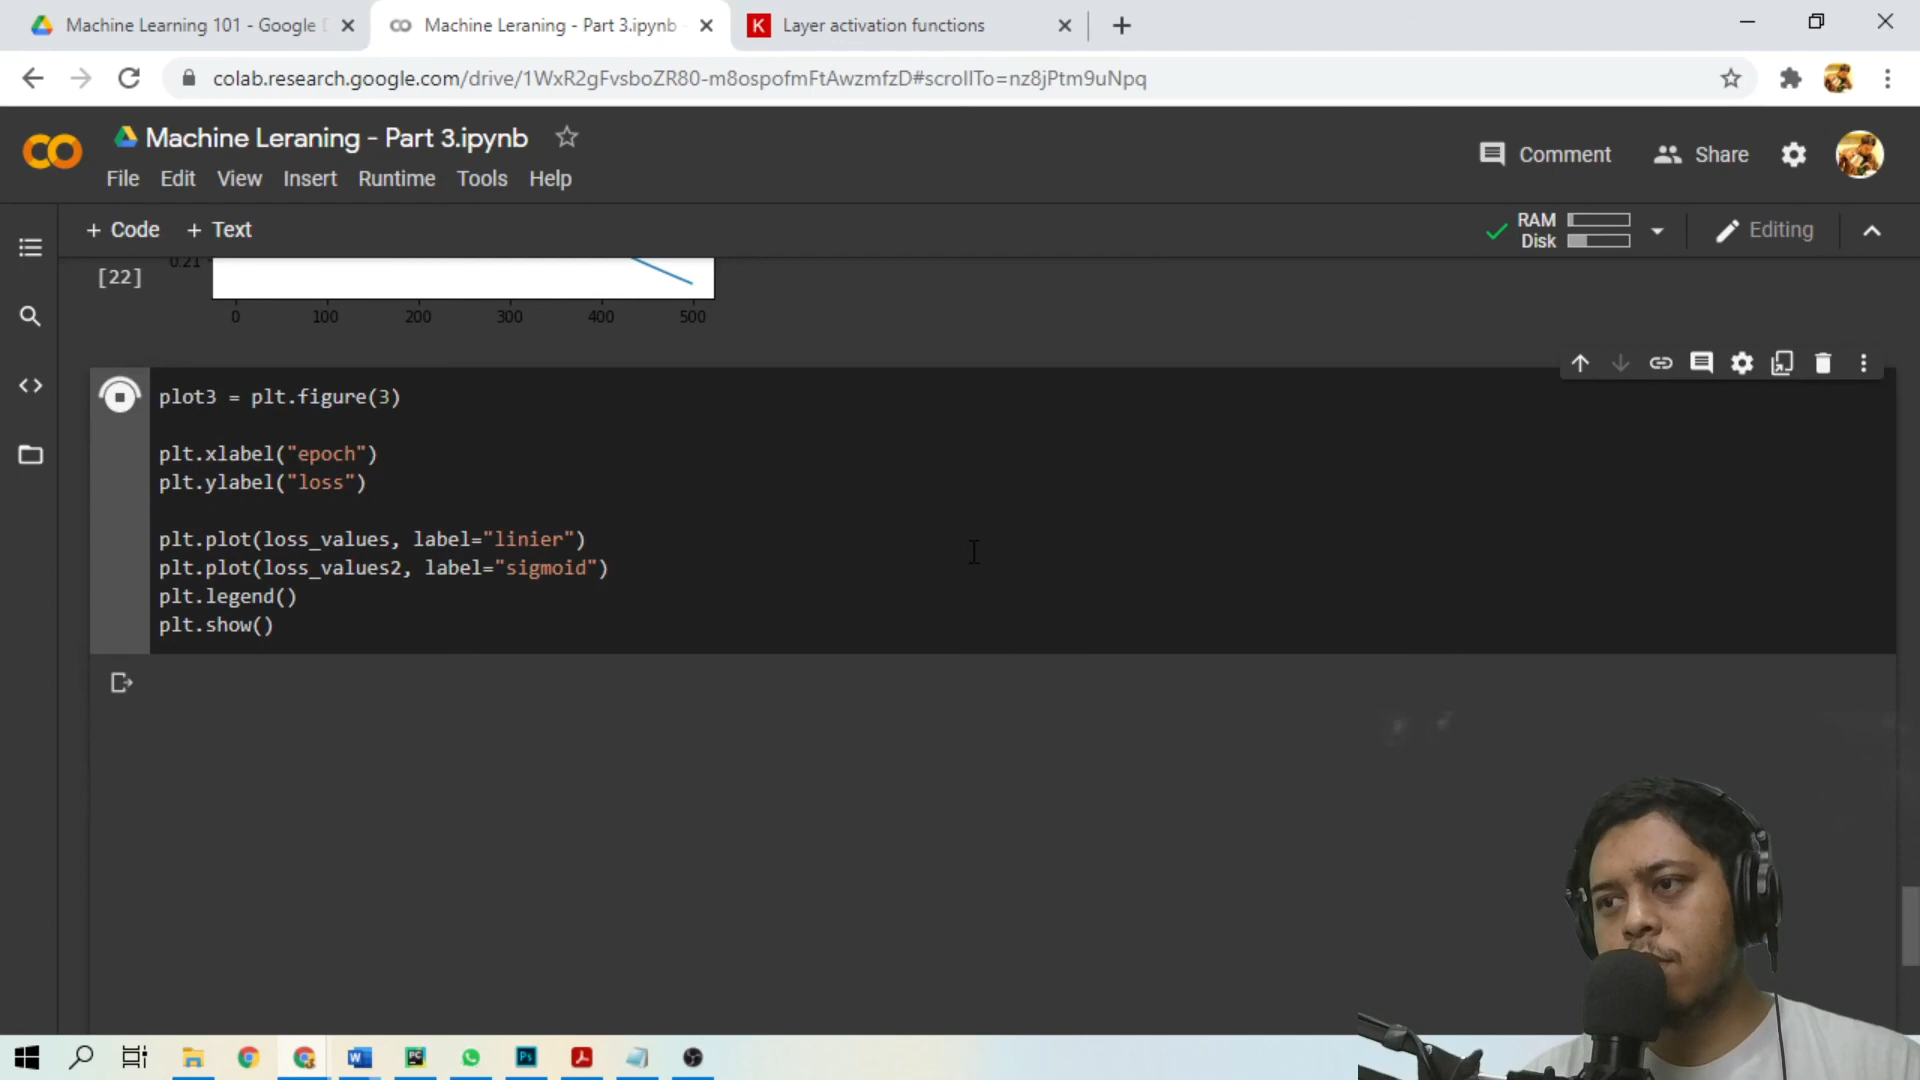 Machine Learning 101 - Google D
Machine Leraning - Part 3.ipynb -
K Layer activation functions
colab.research.google.com/drive/1WxR2gFvsboZR80-m8ospofmFtAwzmfzD#scrollTo=nz8jPtm9uNpq
CO Machine Leraning - Part 3.ipynb
Comment Share
File Edit View Insert Runtime Tools Help
+ Code + Text
RAM
Disk
Editing
0.21
[22]
0 100 200 300 400 500
plot3 = plt.figure(3)
plt.xlabel("epoch")
plt.ylabel("loss")
plt.plot(loss_values, label="linier")
plt.plot(loss_values2, label="sigmoid")
plt.legend()
plt.show()
W PC Ps